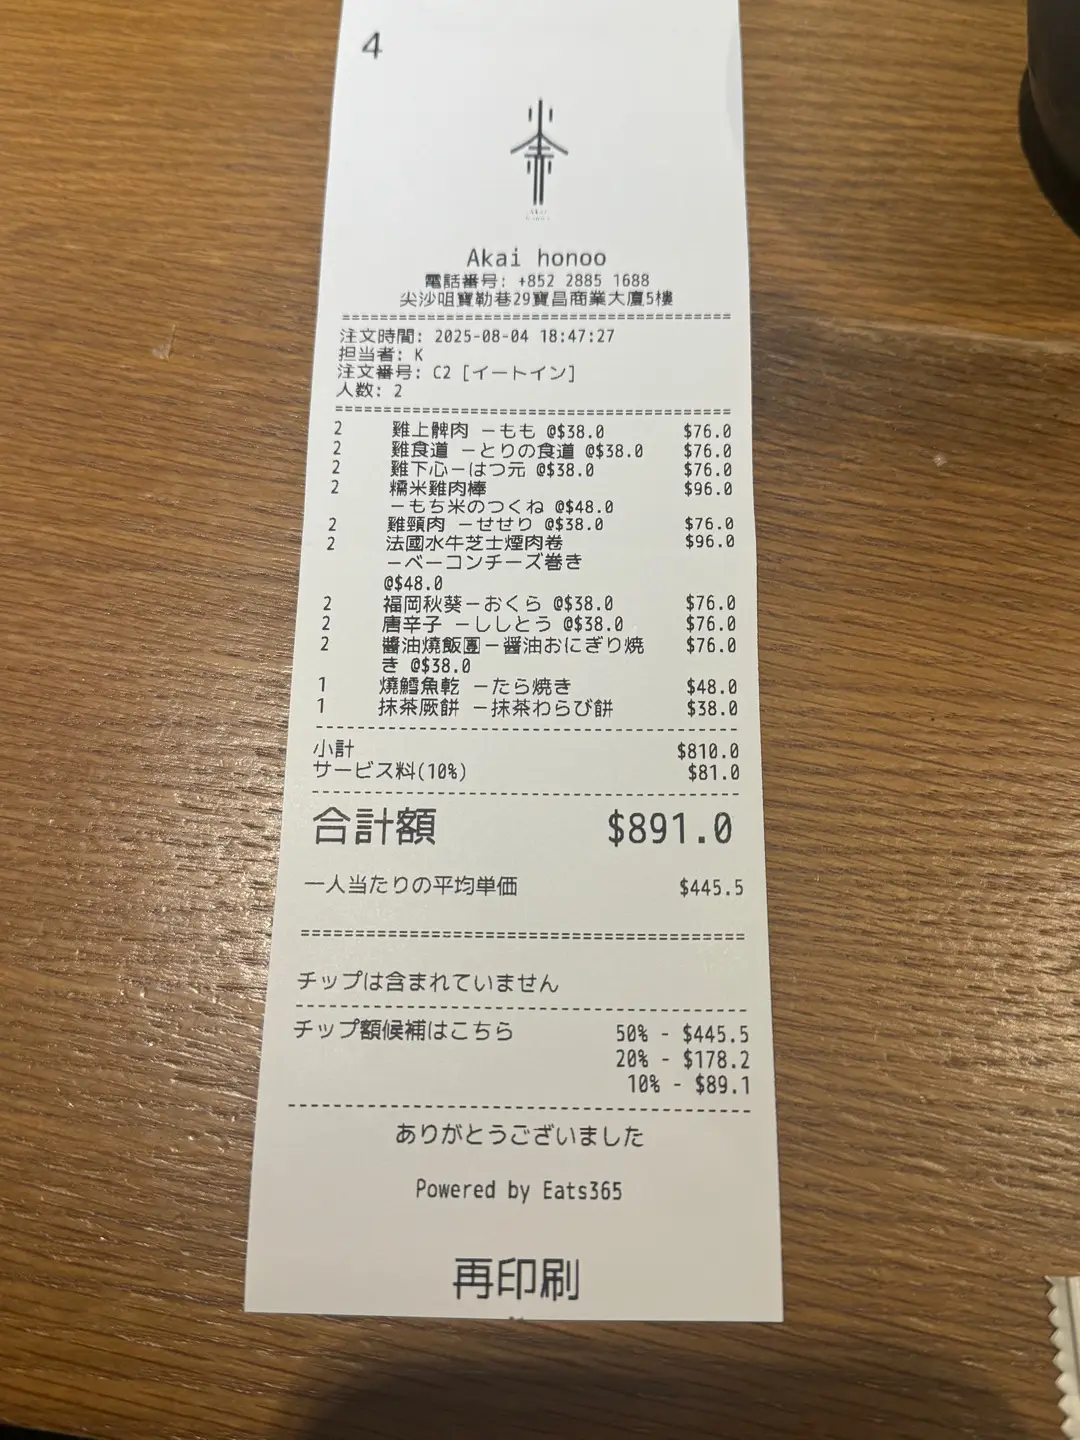 4
Akai honoo
電話番号: +852 2885 1688
尖沙咀寶勒巷29寶昌商業大廈5樓
注文時間: 2025-08-04 18:47:27
担当者: K
注文番号: C2 [イートイン]
人数: 2
2 雞上髀肉 －もも @$38.0 $76.0
2 雞食道 －とりの食道 @$38.0 $76.0
2 雞下心－はつ元 @$38.0 $76.0
2 糯米雞肉棒 $96.0
－もち米のつくね @$48.0
2 雞頸肉 －せせり @$38.0 $76.0
2 法國水牛芝士煙肉卷 $96.0
－ベーコンチーズ巻き
@$48.0
2 福岡秋葵－おくら @$38.0 $76.0
2 唐辛子 －ししとう @$38.0 $76.0
2 醬油燒飯團－醤油おにぎり焼 $76.0
き @$38.0
1 燒鱈魚乾 －たら焼き $48.0
1 抹茶厥餅 －抹茶わらび餅 $38.0
小計 $810.0
サービス料(10%) $81.0
合計額 $891.0
一人当たりの平均単価 $445.5
チップは含まれていません
チップ額候補はこちら 50% - $445.5
20% - $178.2
10% - $89.1
ありがとうございました
Powered by Eats365
再印刷